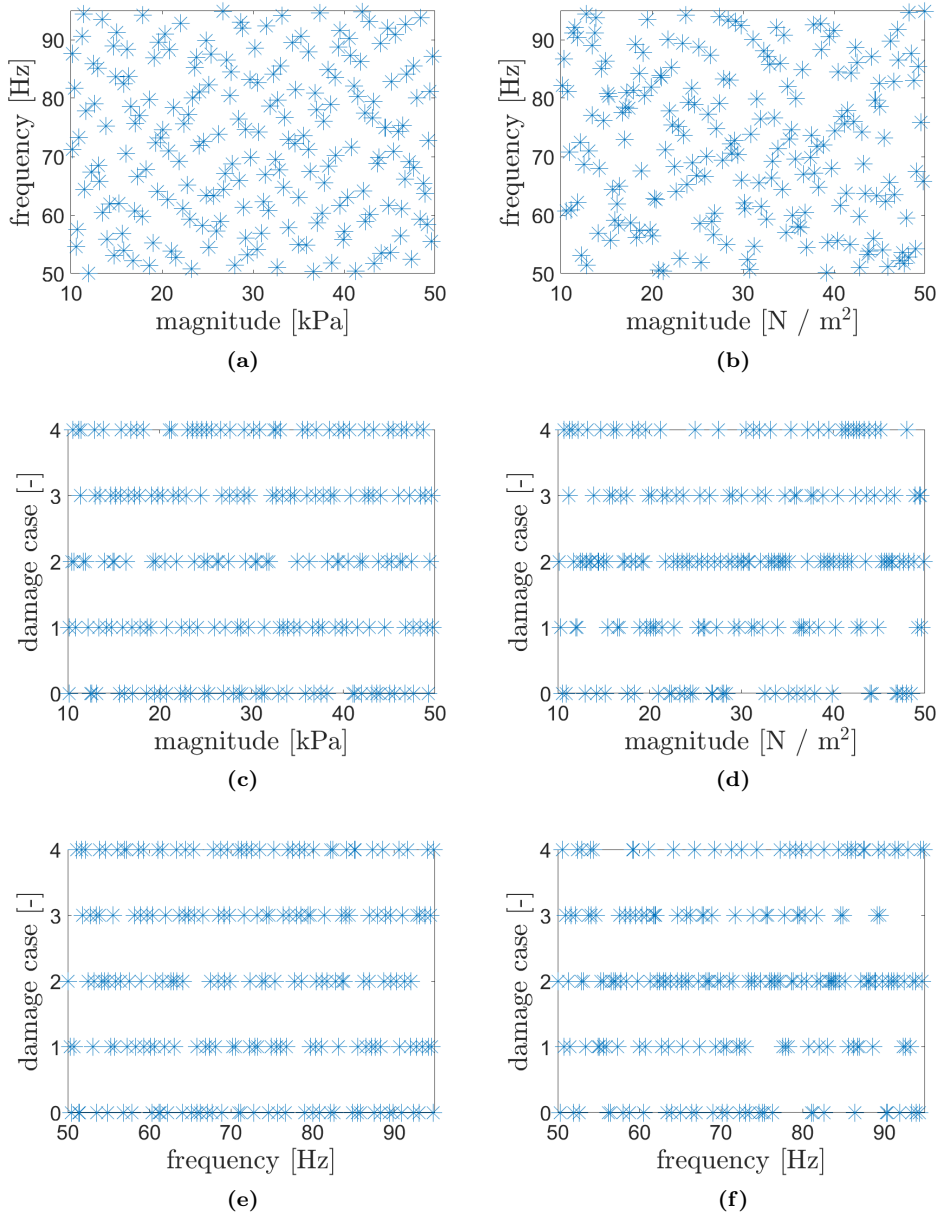 90
80
70
60
50
frequency [Hz]
10 20 30 40 50
magnitude [kPa]
(a)
90
80
70
60
50
frequency [Hz]
10 20 30 40 50
magnitude [N / m²]
(b)
4
3
2
1
0
damage case [-]
10 20 30 40 50
magnitude [kPa]
(c)
4
3
2
1
0
damage case [-]
10 20 30 40 50
magnitude [N / m²]
(d)
4
3
2
1
0
damage case [-]
50 60 70 80 90
frequency [Hz]
(e)
4
3
2
1
0
damage case [-]
50 60 70 80 90
frequency [Hz]
(f)